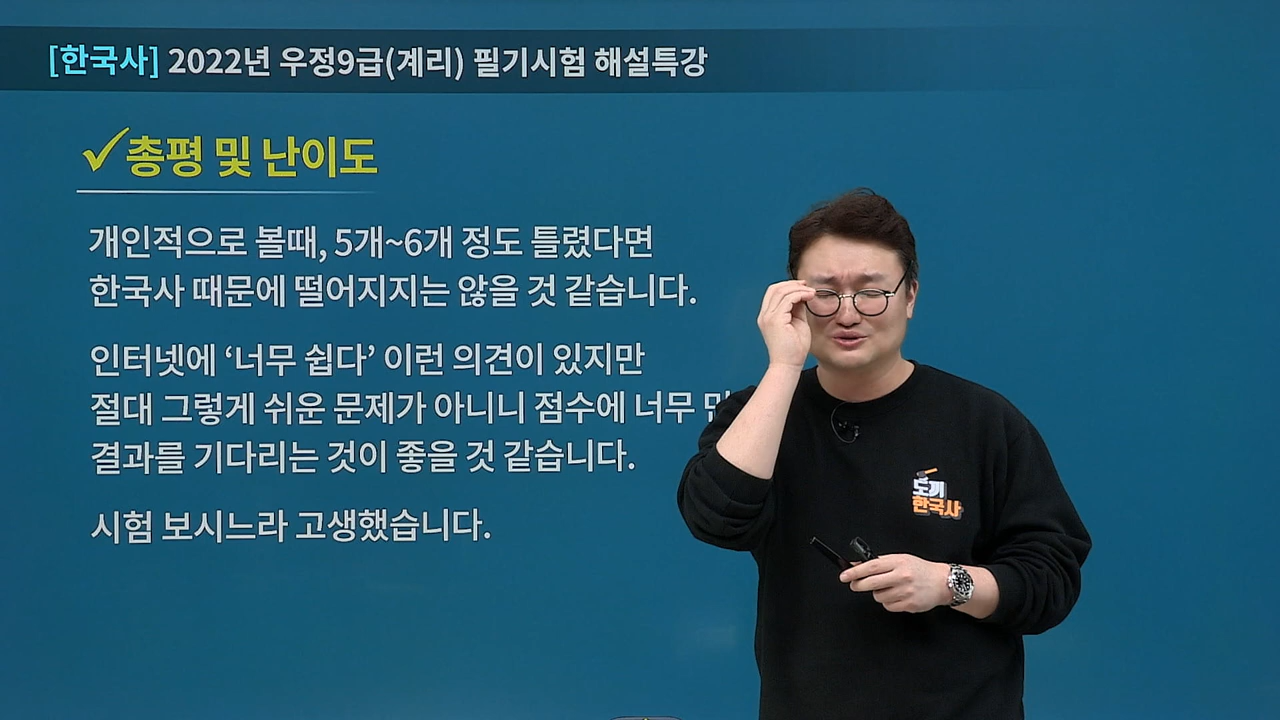 [한국사] 2022년 우정9급(계리) 필기시험 해설특강
✓총평 및 난이도
개인적으로 볼때, 5개~6개 정도 틀렸다면
한국사 때문에 떨어지지는 않을 것 같습니다.
인터넷에 ‘너무 쉽다’ 이런 의견이 있지만
절대 그렇게 쉬운 문제가 아니니 점수에 너무
결과를 기다리는 것이 좋을 것 같습니다.
시험 보시느라 고생했습니다.
도끼
한국사